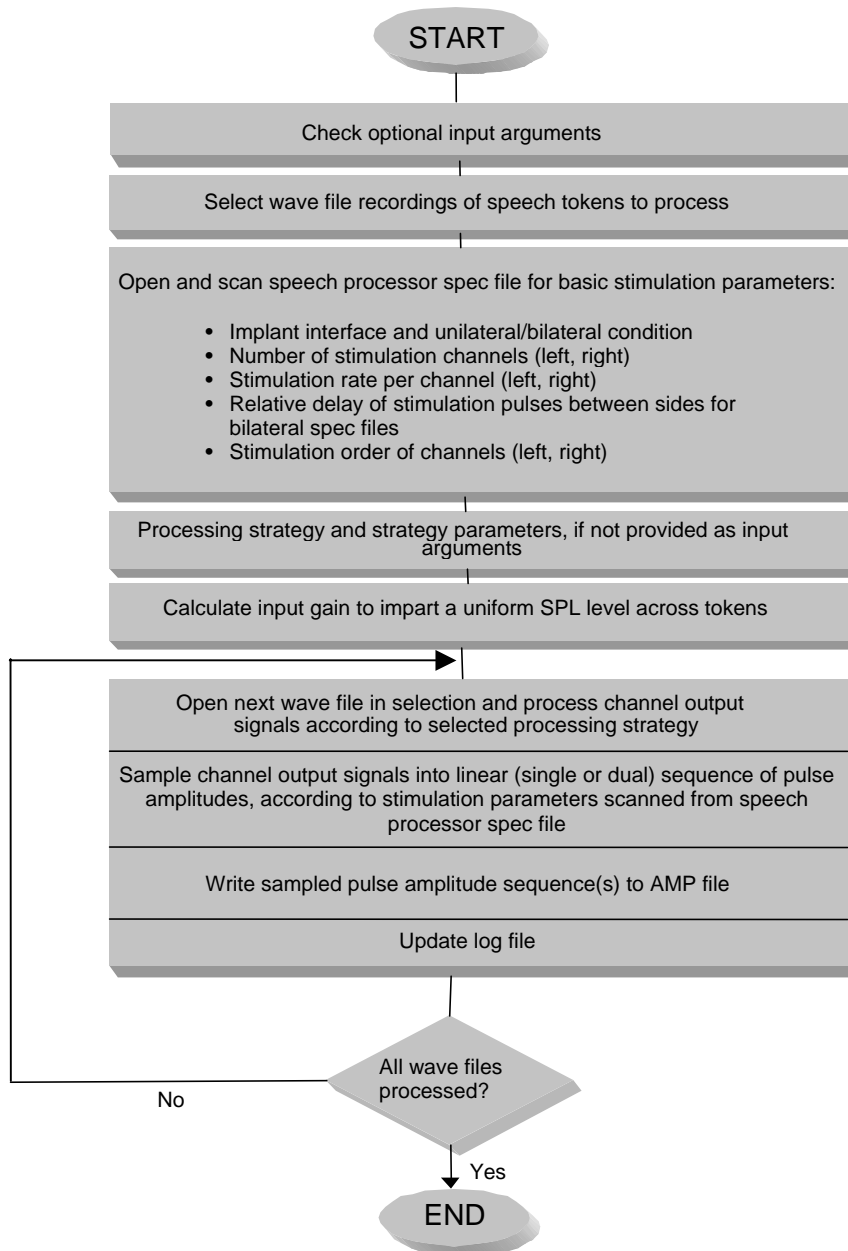 START
Check optional input arguments
Select wave file recordings of speech tokens to process
Open and scan speech processor spec file for basic stimulation parameters:
• Implant interface and unilateral/bilateral condition
• Number of stimulation channels (left, right)
• Stimulation rate per channel (left, right)
• Relative delay of stimulation pulses between sides for
bilateral spec files
• Stimulation order of channels (left, right)
Processing strategy and strategy parameters, if not provided as input
arguments
Calculate input gain to impart a uniform SPL level across tokens
Open next wave file in selection and process channel output
signals according to selected processing strategy
Sample channel output signals into linear (single or dual) sequence of pulse
amplitudes, according to stimulation parameters scanned from speech
processor spec file
Write sampled pulse amplitude sequence(s) to AMP file
Update log file
All wave files
processed?
No
Yes
END